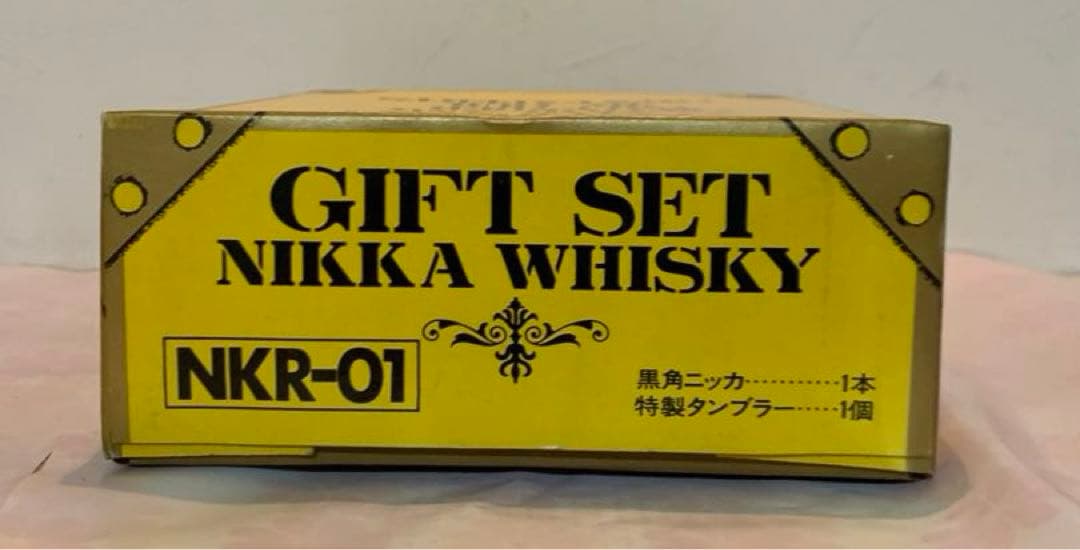 GIFT SET
NIKKA WHISKY
NKR-01
黒角ニッカ…………1本
特製タンブラー……1個